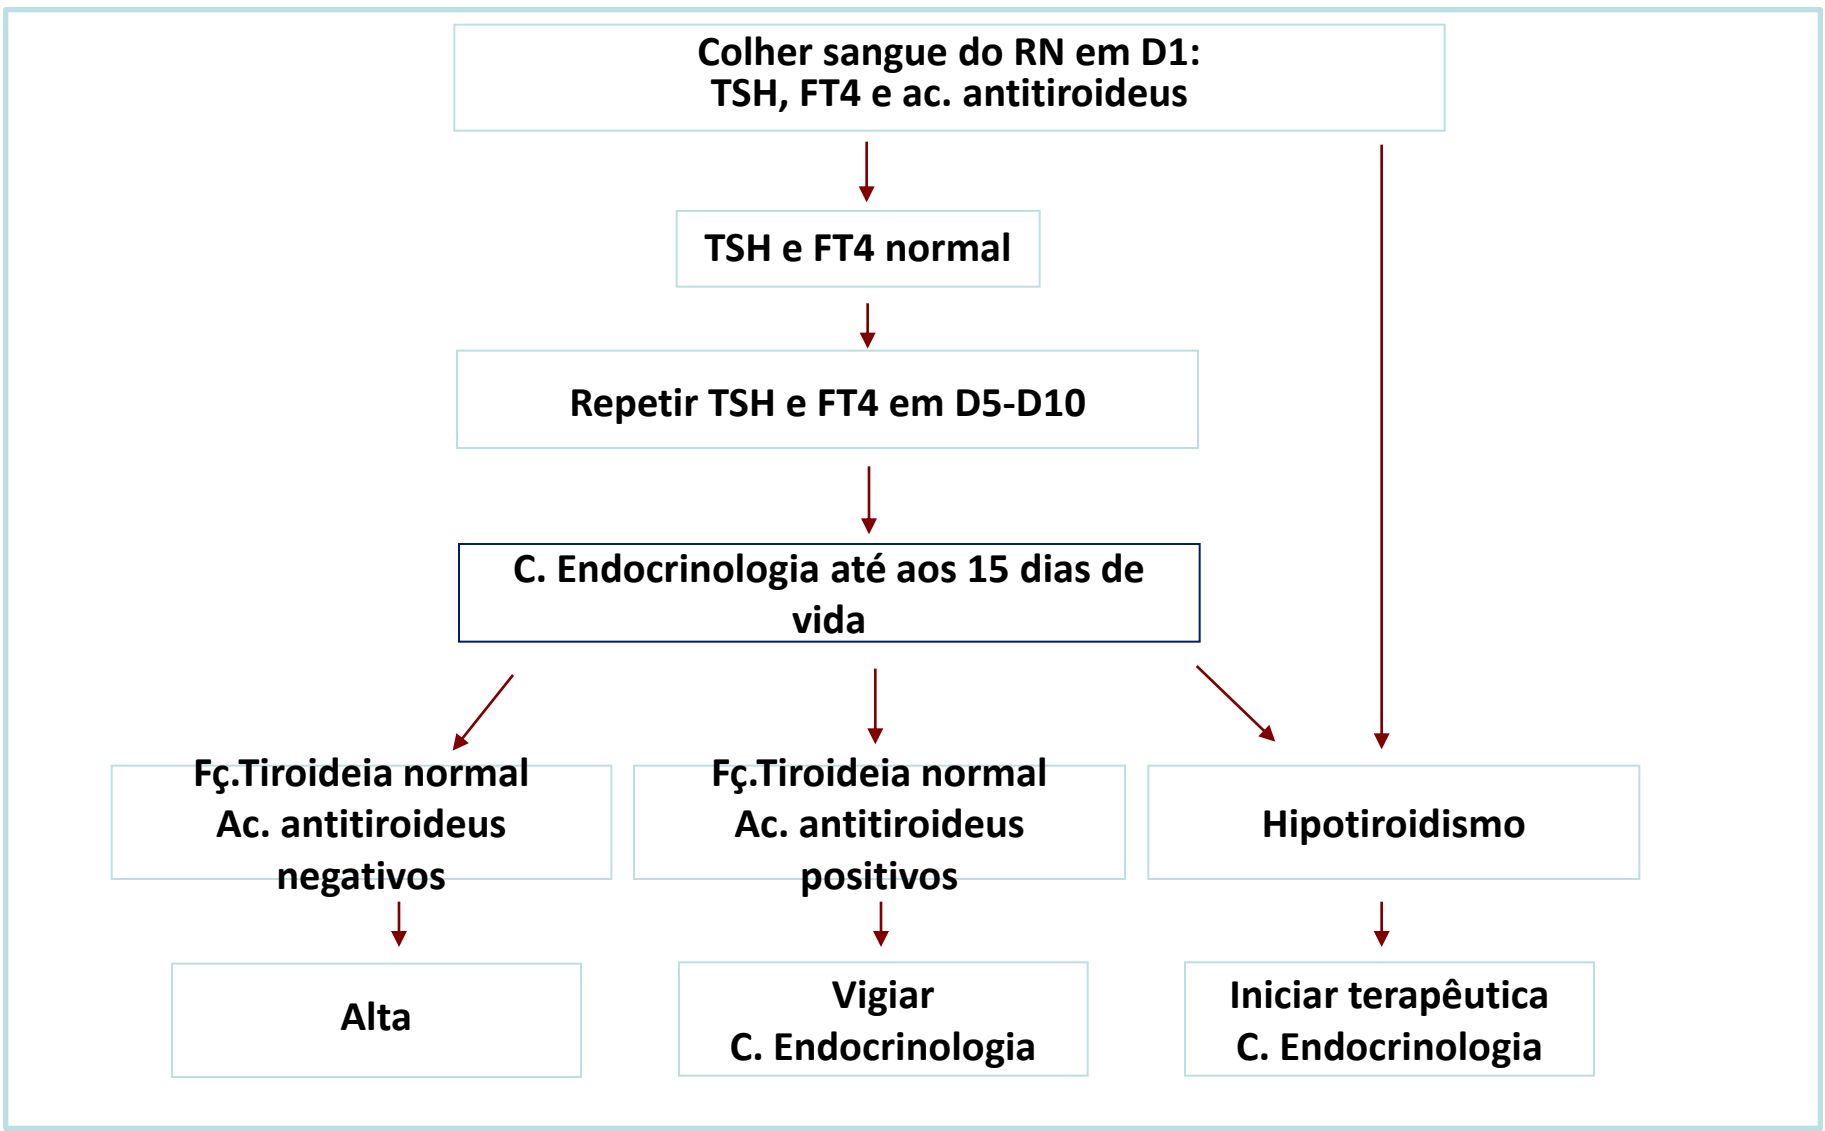 Colher sangue do RN em D1:
TSH, FT4 e ac. antitiroideus
TSH e FT4 normal
Repetir TSH e FT4 em D5-D10
C. Endocrinologia até aos 15 dias de
vida
Fç.Tiroideia normal
Ac. antitiroideus
negativos
Fç.Tiroideia normal
Ac. antitiroideus
positivos
Hipotiroidismo
Alta
Vigiar
C. Endocrinologia
Iniciar terapêutica
C. Endocrinologia